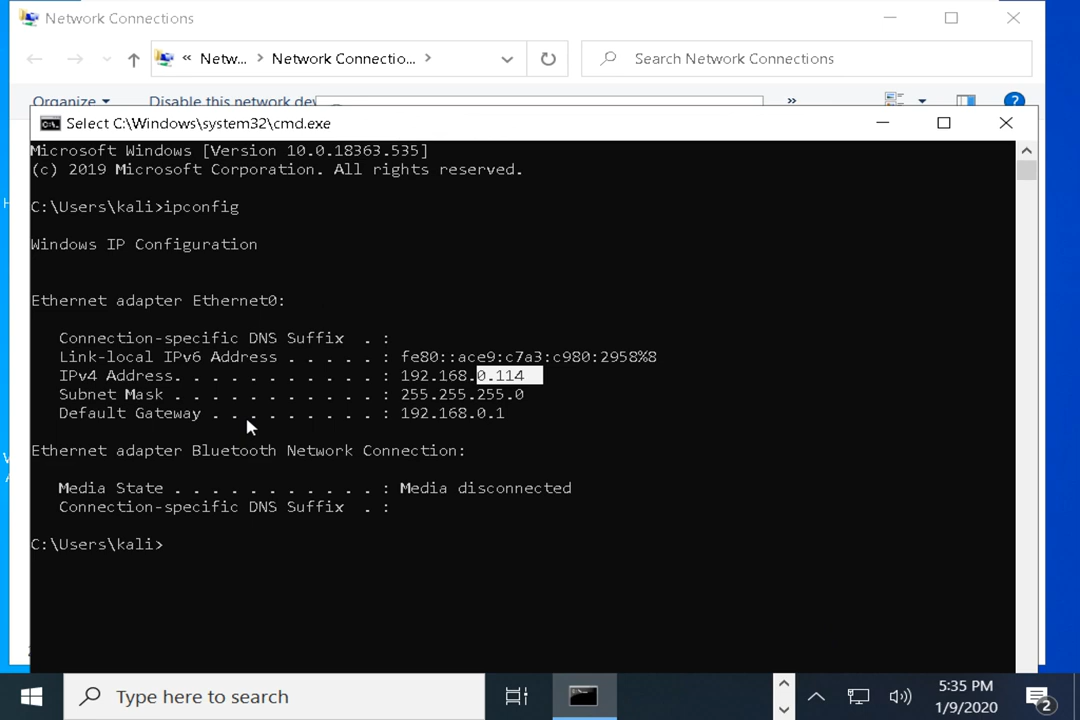 Network Connections
« Netw... > Network Connectio... >
Search Network Connections
Organize
Disable this network dev
»
?
Select C:\Windows\system32\cmd.exe
Microsoft Windows [Version 10.0.18363.535]
(c) 2019 Microsoft Corporation. All rights reserved.
C:\Users\kali>ipconfig
Windows IP Configuration
Ethernet adapter Ethernet0:
Connection-specific DNS Suffix . :
Link-local IPv6 Address . . . . . : fe80::ace9:c7a3:c980:2958%8
IPv4 Address. . . . . . . . . . . : 192.168.0.114
Subnet Mask . . . . . . . . . . . : 255.255.255.0
Default Gateway . . . . . . . . . : 192.168.0.1
Ethernet adapter Bluetooth Network Connection:
Media State . . . . . . . . . . . : Media disconnected
Connection-specific DNS Suffix . :
C:\Users\kali>
Type here to search
5:35 PM
1/9/2020
2